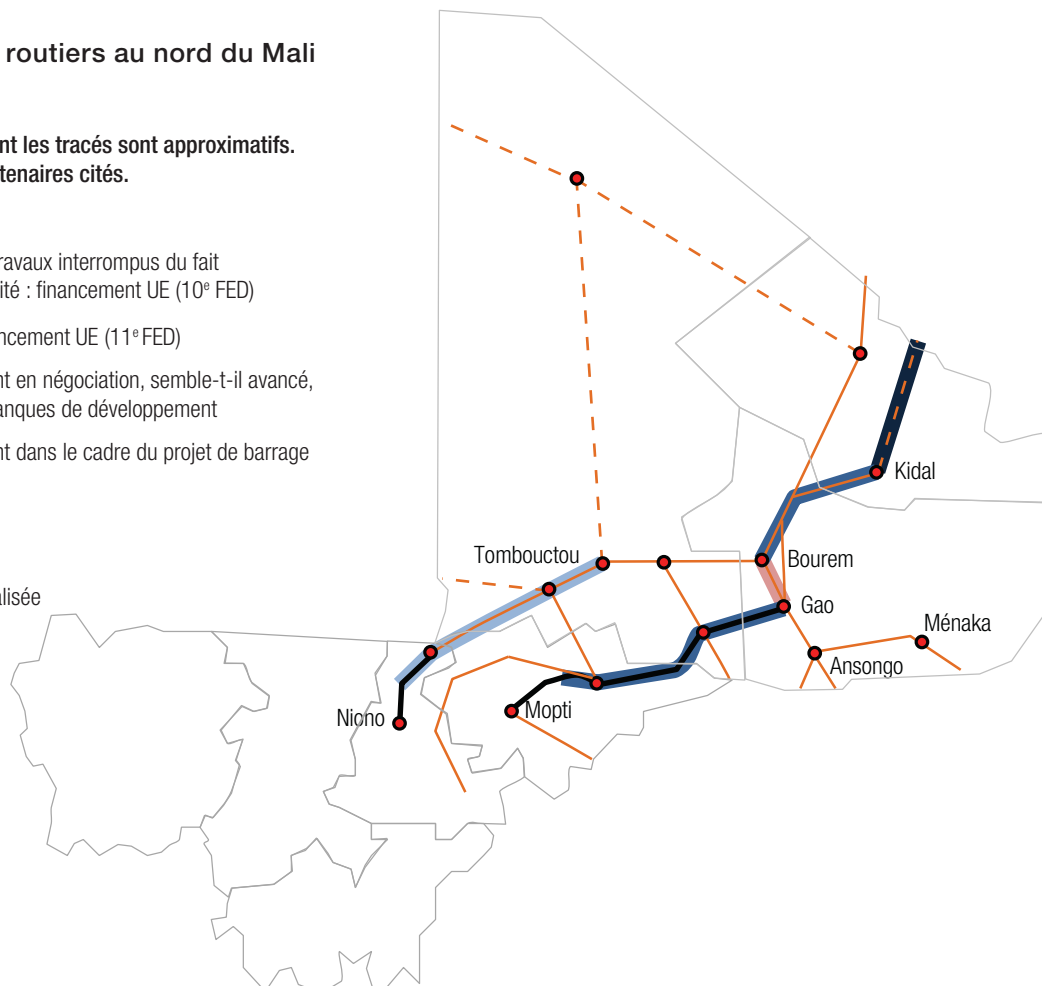 routiers au nord du Mali
nt les tracés sont approximatifs.
tenaires cités.
ravaux interrompus du fait
ité : financement UE (10e FED)
ncement UE (11e FED)
nt en négociation, semble-t-il avancé,
anques de développement
nt dans le cadre du projet de barrage
alisée
Kidal
Tombouctou
Bourem
Gao
Ménaka
Ansongo
Niono
Mopti